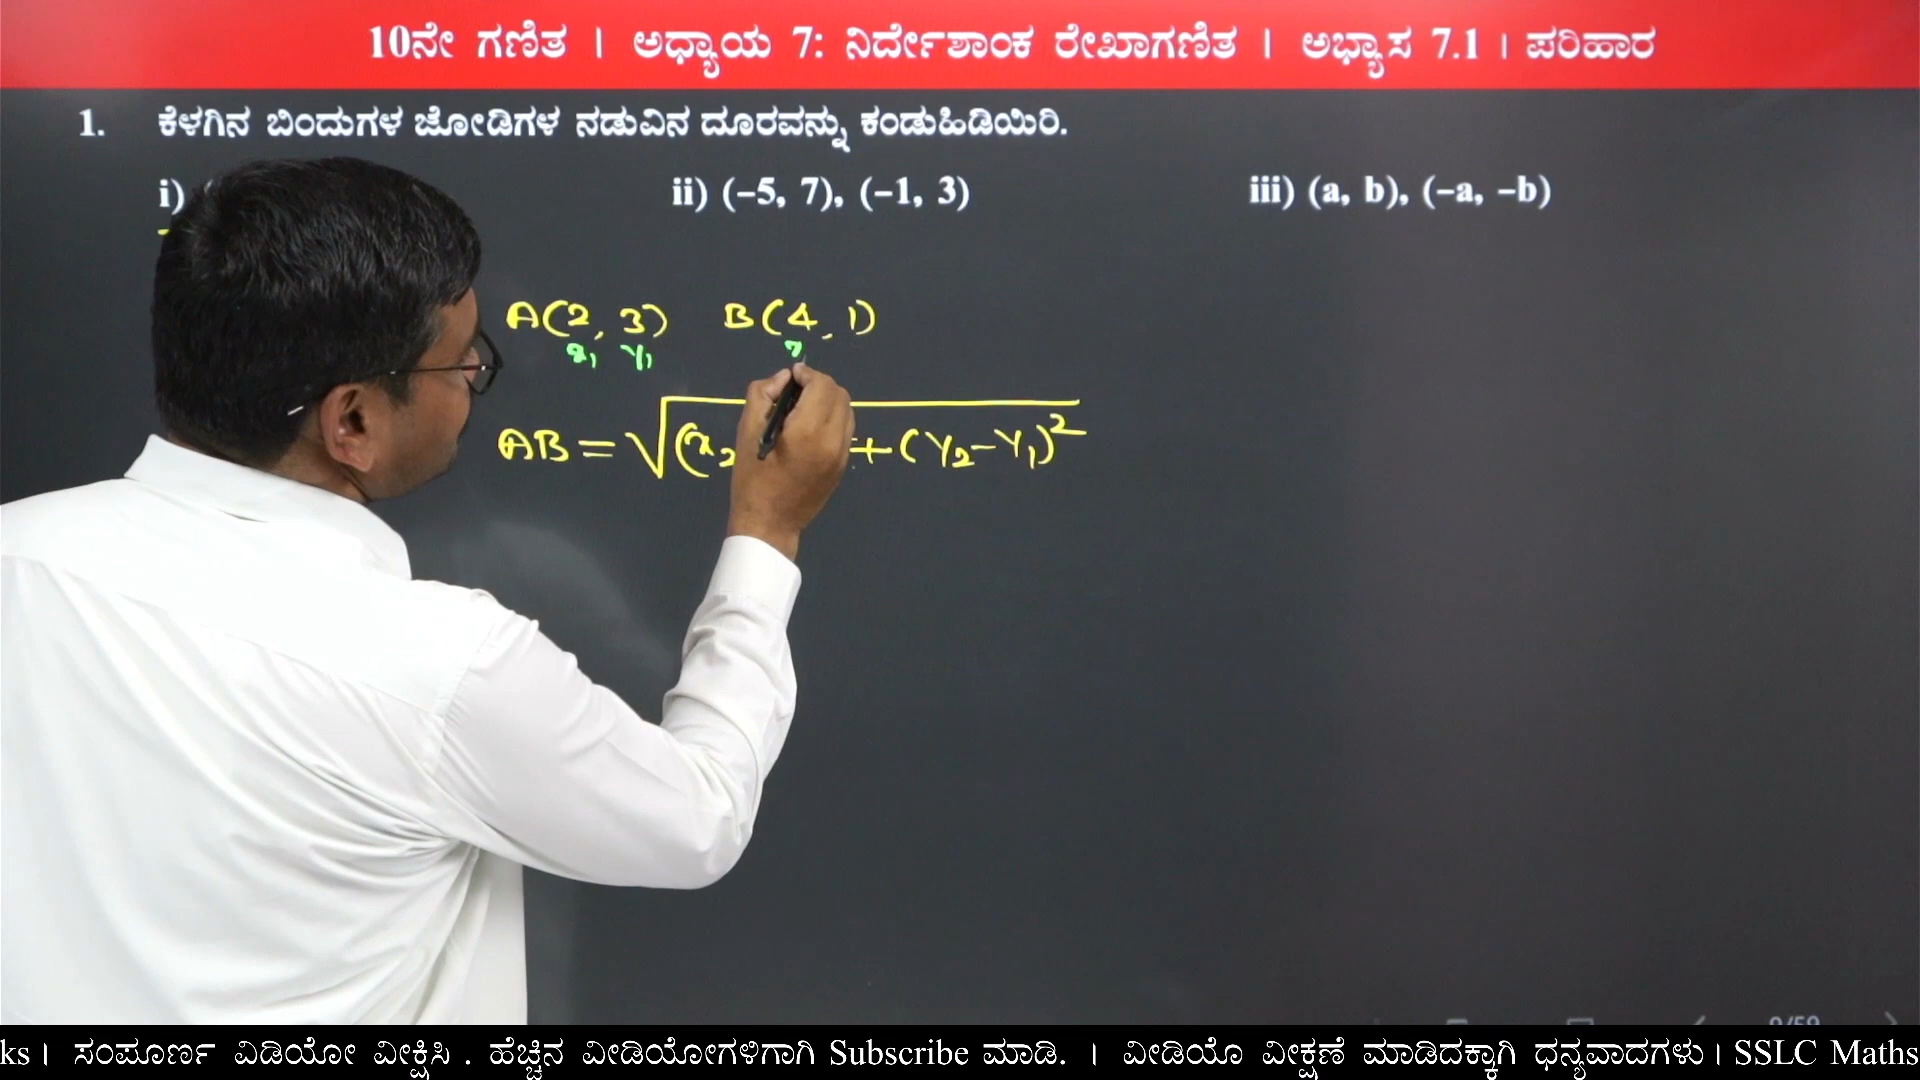 10ನೇ ಗಣಿತ । ಅಧ್ಯಾಯ 7: ನಿರ್ದೇಶಾಂಕ ರೇಖಾಗಣಿತ । ಅಭ್ಯಾಸ 7.1 । ಪರಿಹಾರ
1. ಕೆಳಗಿನ ಬಿಂದುಗಳ ಜೋಡಿಗಳ ನಡುವಿನ ದೂರವನ್ನು ಕಂಡುಹಿಡಿಯಿರಿ.
i) ii) (–5, 7), (–1, 3) iii) (a, b), (–a, –b)
A(2, 3) B(4, 1)
x₁ y₁
AB = √(x₂ + (y₂-y₁)²
ks । ಸಂಪೂರ್ಣ ವಿಡಿಯೋ ವೀಕ್ಷಿಸಿ . ಹೆಚ್ಚಿನ ವೀಡಿಯೋಗಳಿಗಾಗಿ Subscribe ಮಾಡಿ. । ವೀಡಿಯೊ ವೀಕ್ಷಣೆ ಮಾಡಿದಕ್ಕಾಗಿ ಧನ್ಯವಾದಗಳು । SSLC Maths